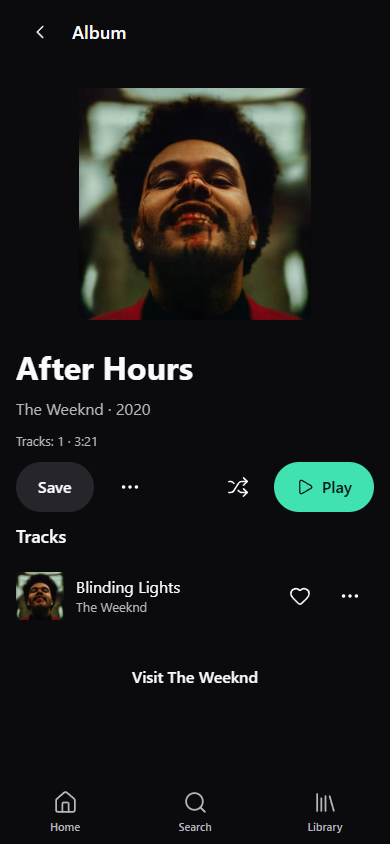 Album
After Hours
The Weeknd · 2020
Tracks: 1 · 3:21
Save
Play
Tracks
Blinding Lights
The Weeknd
Visit The Weeknd
Home
Search
Library